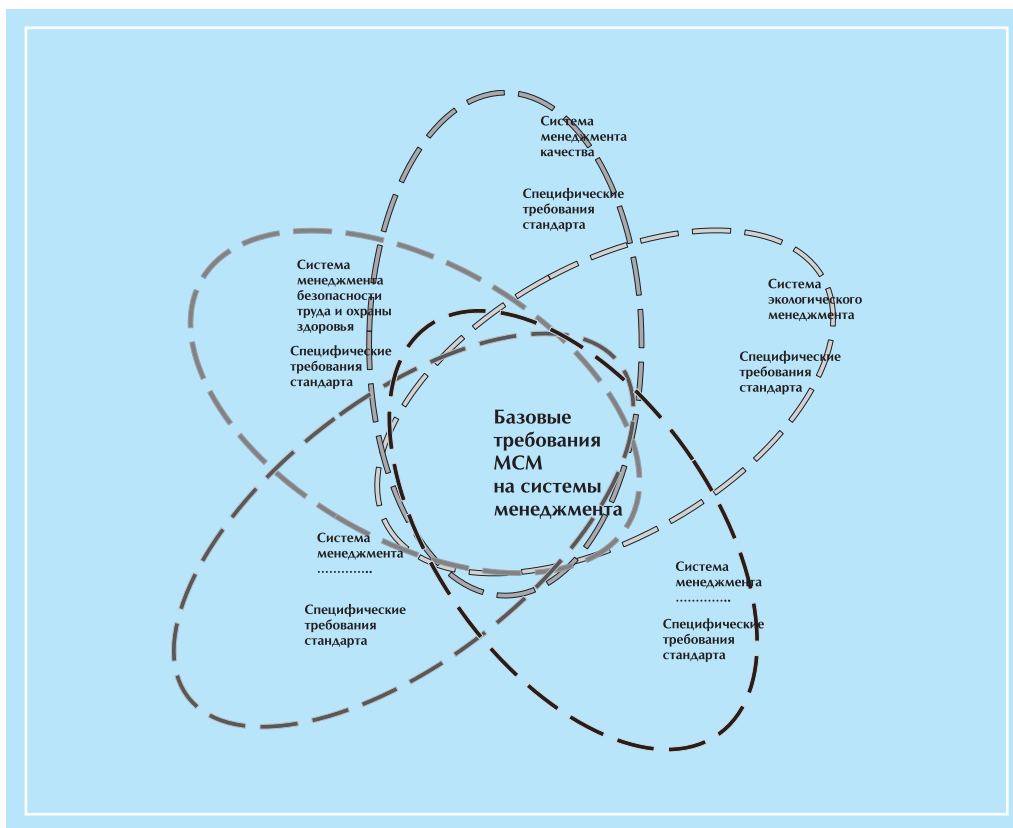 Система
менеджмента
качества
Специфические
требования
стандарта
Система
менеджмента
безопасности
труда и охраны
здоровья
Специфические
требования
стандарта
Система
экологического
менеджмента
Специфические
требования
стандарта
Базовые
требования
МСМ
на системы
менеджмента
Система
менеджмента
…………..
Специфические
требования
стандарта
Система
менеджмента
…………..
Специфические
требования
стандарта